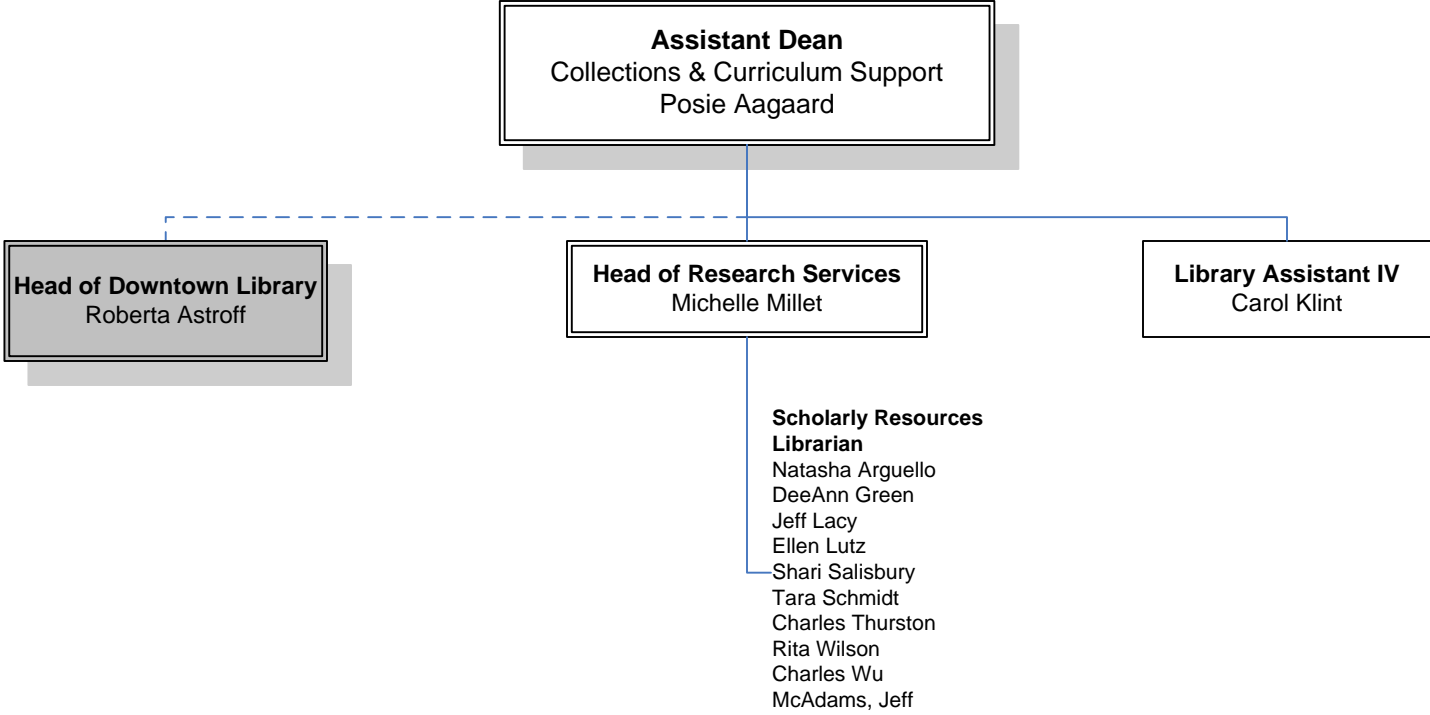 Assistant Dean
Collections & Curriculum Support
Posie Aagaard
Head of Downtown Library
Roberta Astroff
Head of Research Services
Michelle Millet
Library Assistant IV
Carol Klint
Scholarly Resources
Librarian
Natasha Arguello
DeeAnn Green
Jeff Lacy
Ellen Lutz
Shari Salisbury
Tara Schmidt
Charles Thurston
Rita Wilson
Charles Wu
McAdams, Jeff